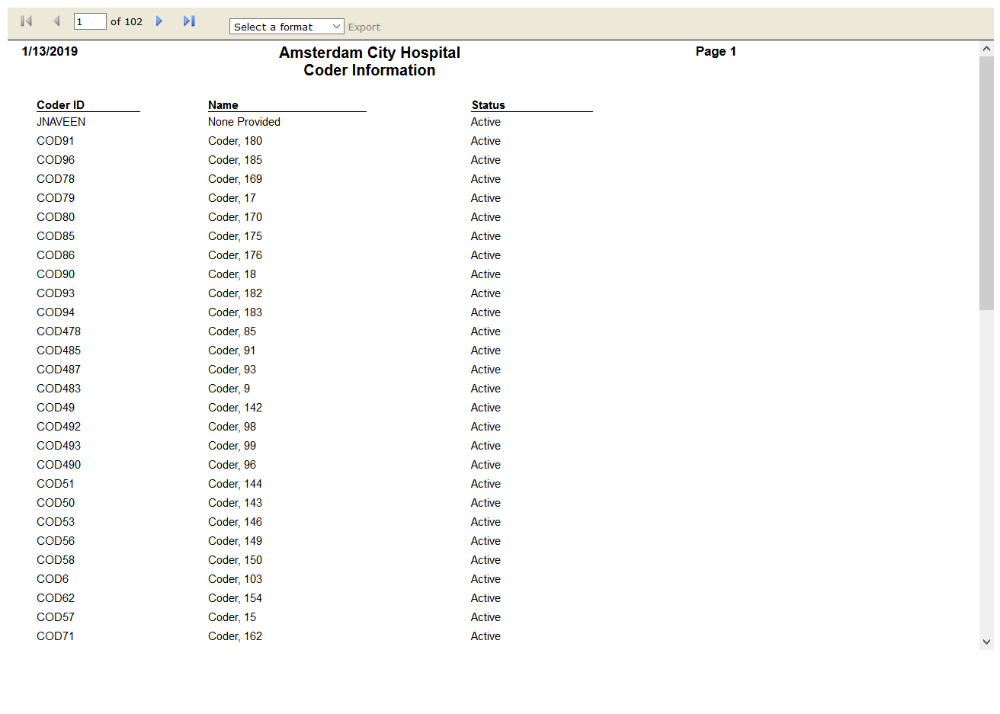 1 of 102 Select a format Export
1/13/2019 Amsterdam City Hospital Page 1
Coder Information
Coder ID Name Status
JNAVEEN None Provided Active
COD91 Coder, 180 Active
COD96 Coder, 185 Active
COD78 Coder, 169 Active
COD79 Coder, 17 Active
COD80 Coder, 170 Active
COD85 Coder, 175 Active
COD86 Coder, 176 Active
COD90 Coder, 18 Active
COD93 Coder, 182 Active
COD94 Coder, 183 Active
COD478 Coder, 85 Active
COD485 Coder, 91 Active
COD487 Coder, 93 Active
COD483 Coder, 9 Active
COD49 Coder, 142 Active
COD492 Coder, 98 Active
COD493 Coder, 99 Active
COD490 Coder, 96 Active
COD51 Coder, 144 Active
COD50 Coder, 143 Active
COD53 Coder, 146 Active
COD56 Coder, 149 Active
COD58 Coder, 150 Active
COD6 Coder, 103 Active
COD62 Coder, 154 Active
COD57 Coder, 15 Active
COD71 Coder, 162 Active